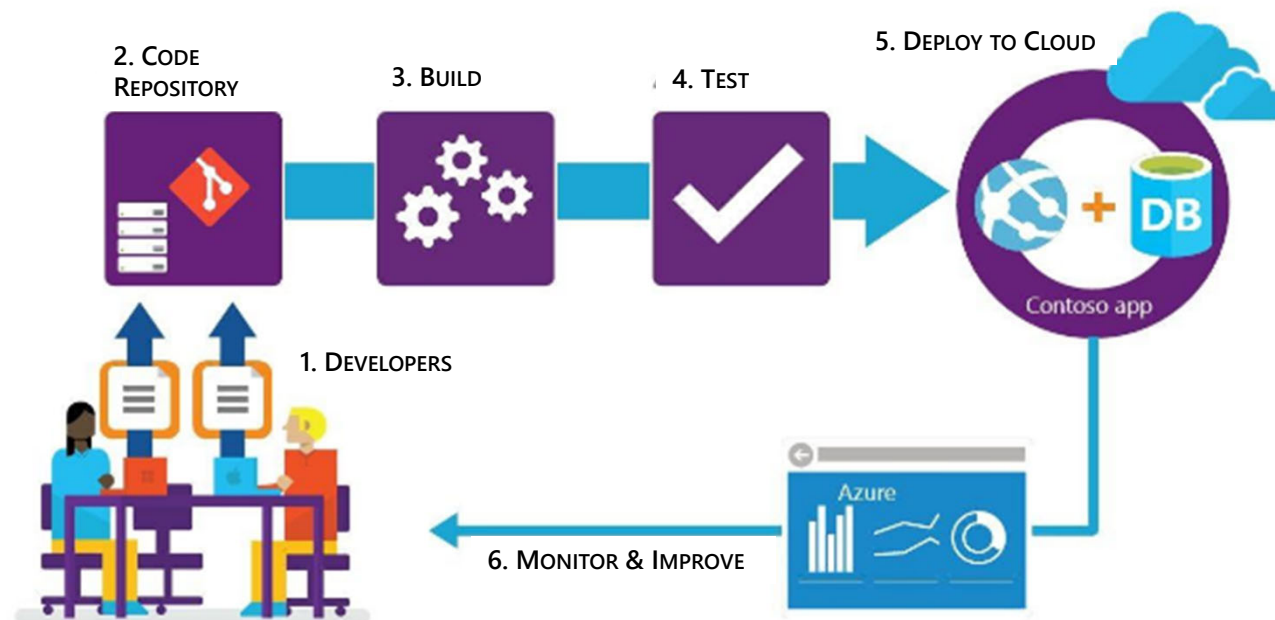 5. DEPLOY TO CLOUD
2. CODE
REPOSITORY
3. BUILD
4. TEST
DB
Contoso app
1. DEVELOPERS
Azure
6. MONITOR & IMPROVE